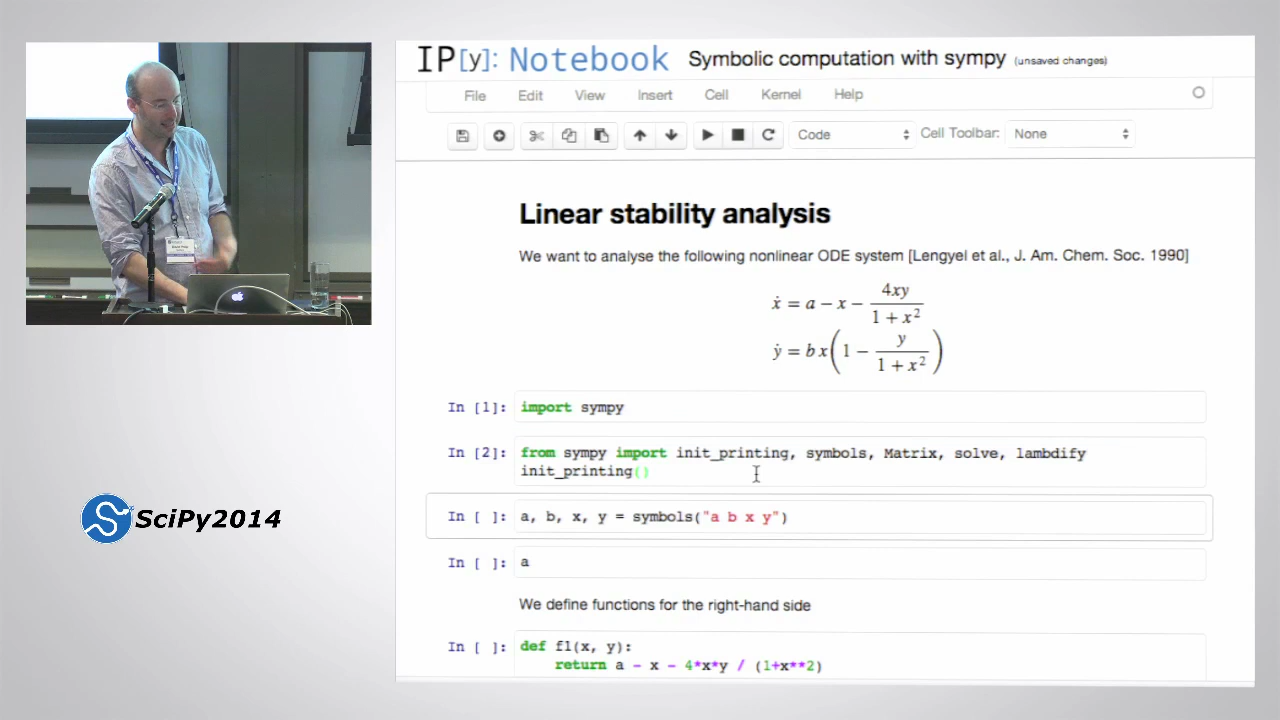 IP[y]: Notebook Symbolic computation with sympy (unsaved changes)
File Edit View Insert Cell Kernel Help
Code Cell Toolbar: None
Linear stability analysis
We want to analyse the following nonlinear ODE system [Lengyel et al., J. Am. Chem. Soc. 1990]
ẋ = a − x − 4xy / 1 + x²
ẏ = b x(1 − y / 1 + x²)
In [1]: import sympy
In [2]: from sympy import init_printing, symbols, Matrix, solve, lambdify
init_printing()
In [ ]: a, b, x, y = symbols("a b x y")
In [ ]: a
We define functions for the right-hand side
In [ ]: def f1(x, y):
return a - x - 4*x*y / (1+x**2)
SciPy2014